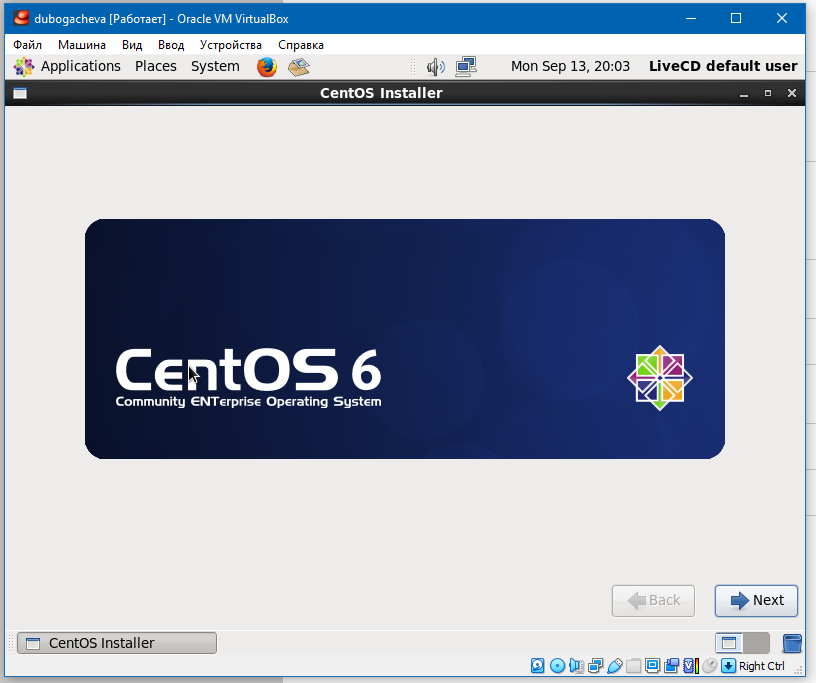 dubogacheva [Работает] - Oracle VM VirtualBox
Файл Машина Вид Ввод Устройства Справка
Applications Places System Mon Sep 13, 20:03 LiveCD default user
CentOS Installer
CentOS 6
Community ENTerprise Operating System
Back Next
CentOS Installer
Right Ctrl